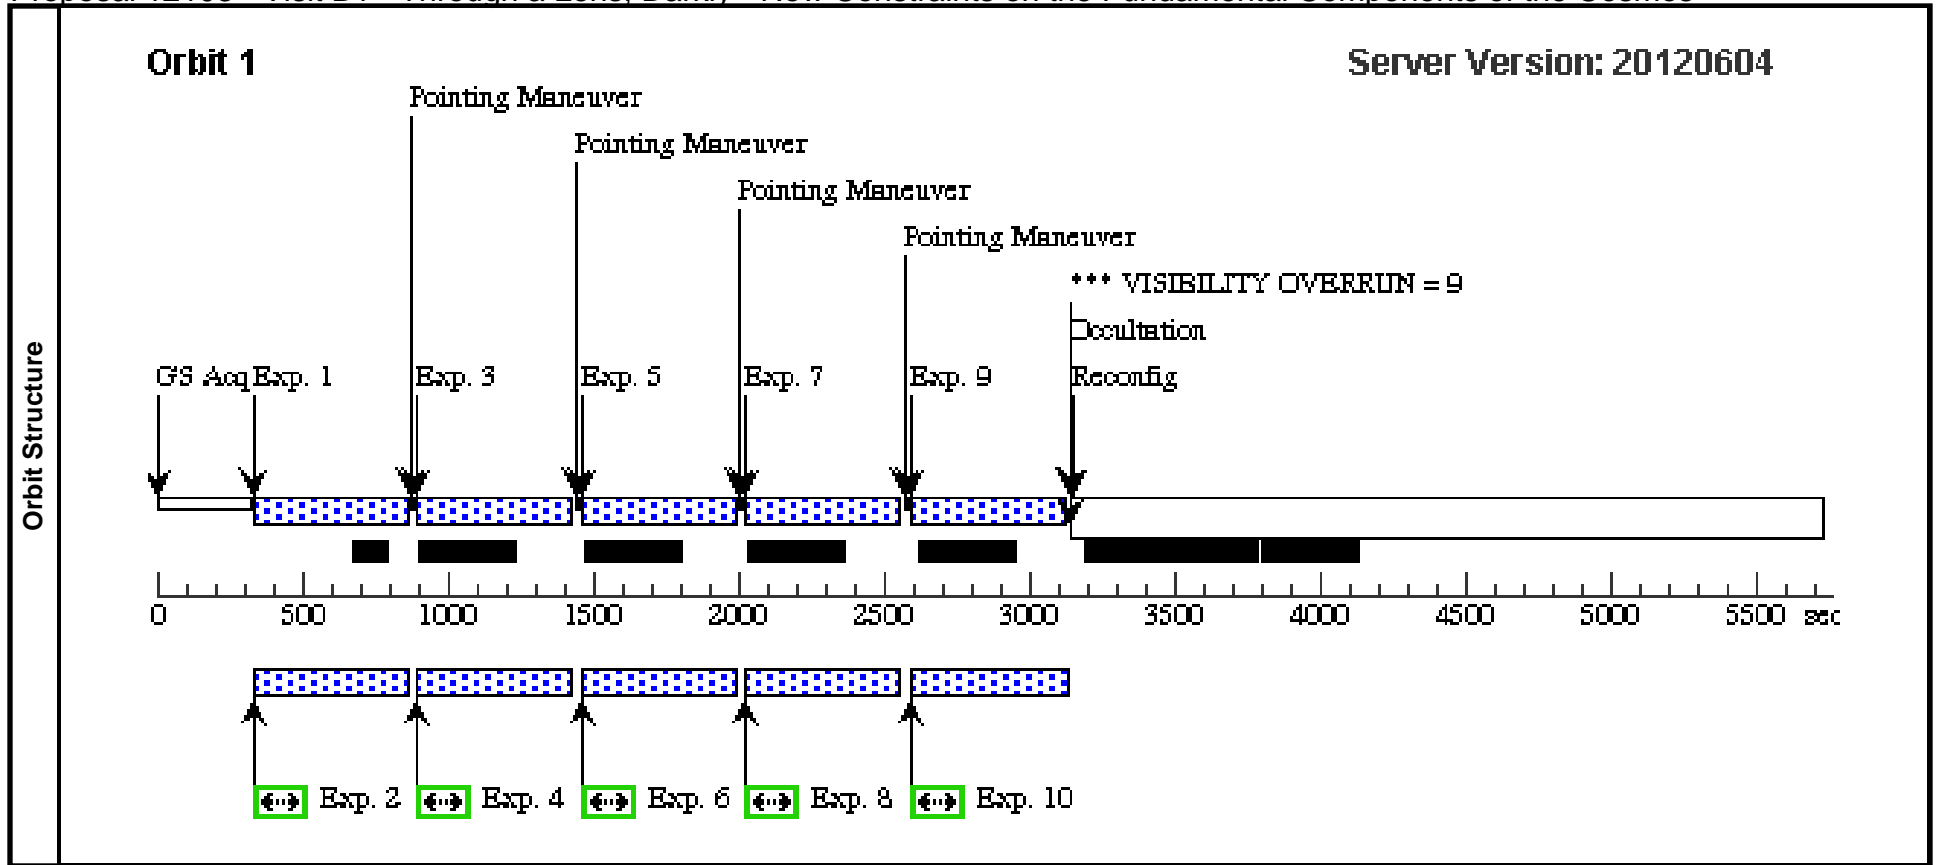 Orbit Structure
Orbit 1
Server Version: 20120604
Pointing Maneuver
Pointing Maneuver
Pointing Maneuver
Pointing Maneuver
*** VISIBILITY OVERRUN = 9
Occultation
GS Acq Exp. 1 Exp. 3 Exp. 5 Exp. 7 Exp. 9 Reconfig
0 500 1000 1500 2000 2500 3000 3500 4000 4500 5000 5500 sec
Exp. 2 Exp. 4 Exp. 6 Exp. 8 Exp. 10